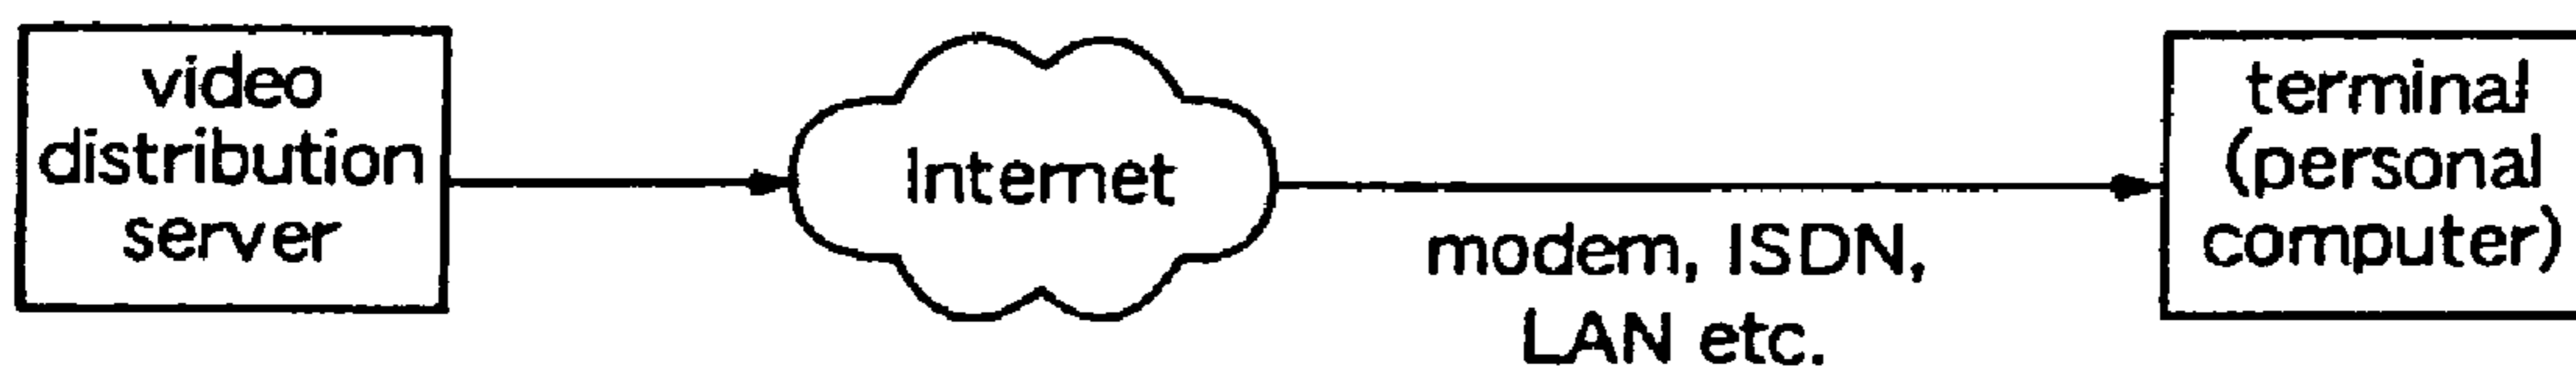 video
distribution
server
Internet
modem, ISDN,
LAN etc.
terminal
(personal
computer)